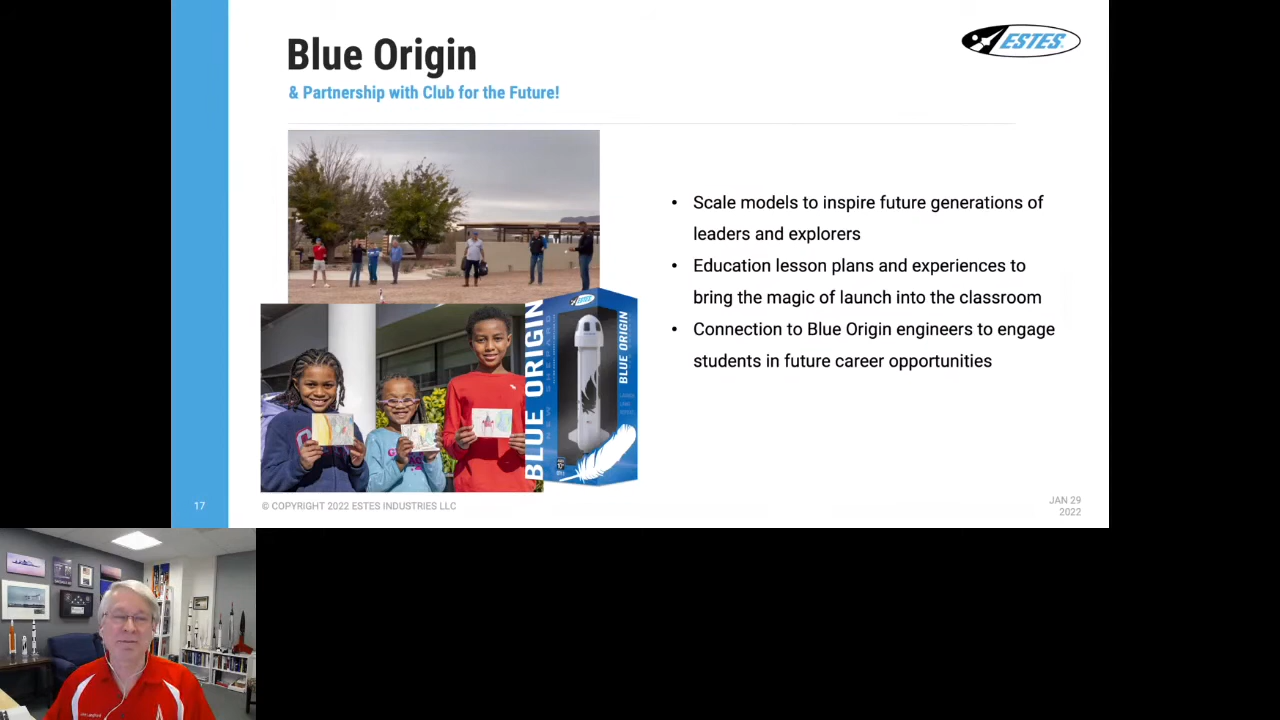 Blue Origin
ESTES
& Partnership with Club for the Future!
• Scale models to inspire future generations of
leaders and explorers
• Education lesson plans and experiences to
bring the magic of launch into the classroom
• Connection to Blue Origin engineers to engage
students in future career opportunities
ESTES
BLUE ORIGIN
NEW SHEPARD
BLUE ORIGIN
17
© COPYRIGHT 2022 ESTES INDUSTRIES LLC
JAN 29
2022